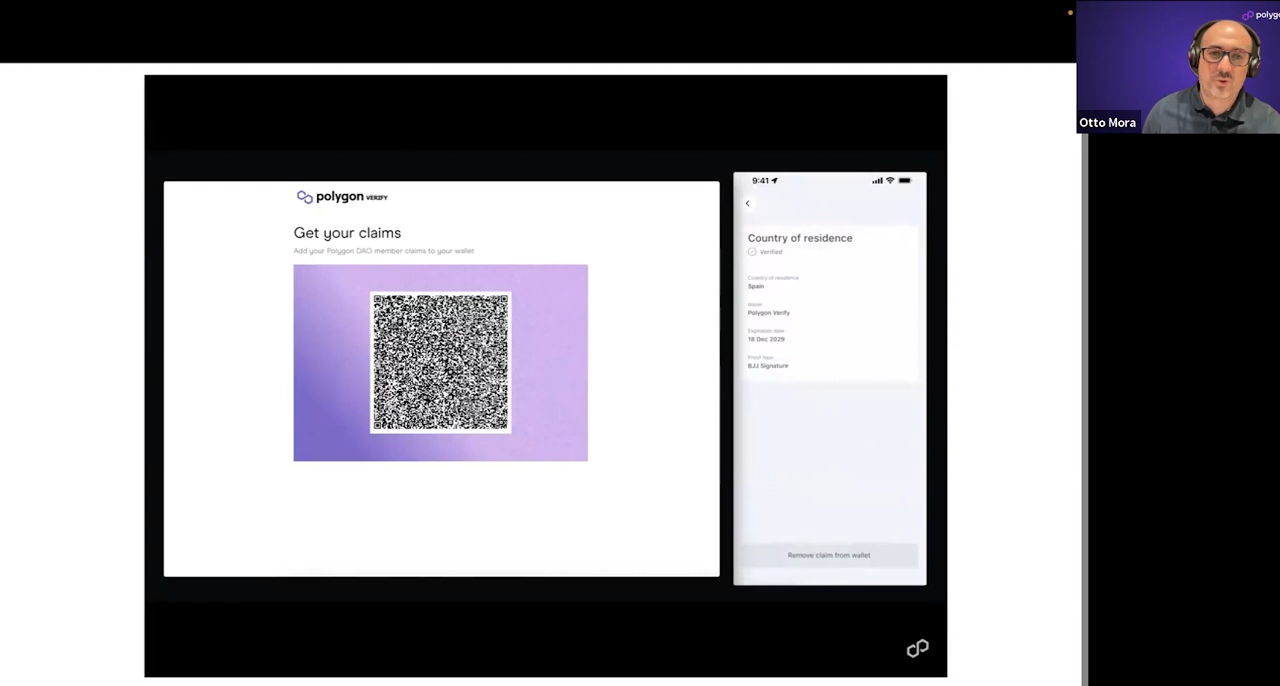 polygon VERIFY
Get your claims
Add your Polygon DAO member claims to your wallet
9:41
Country of residence
Verified
Country of residence
Spain
Issuer
Polygon Verify
Expiration date
18 Dec 2029
Proof type
BJJ Signature
Remove claim from wallet
polygo
Otto Mora